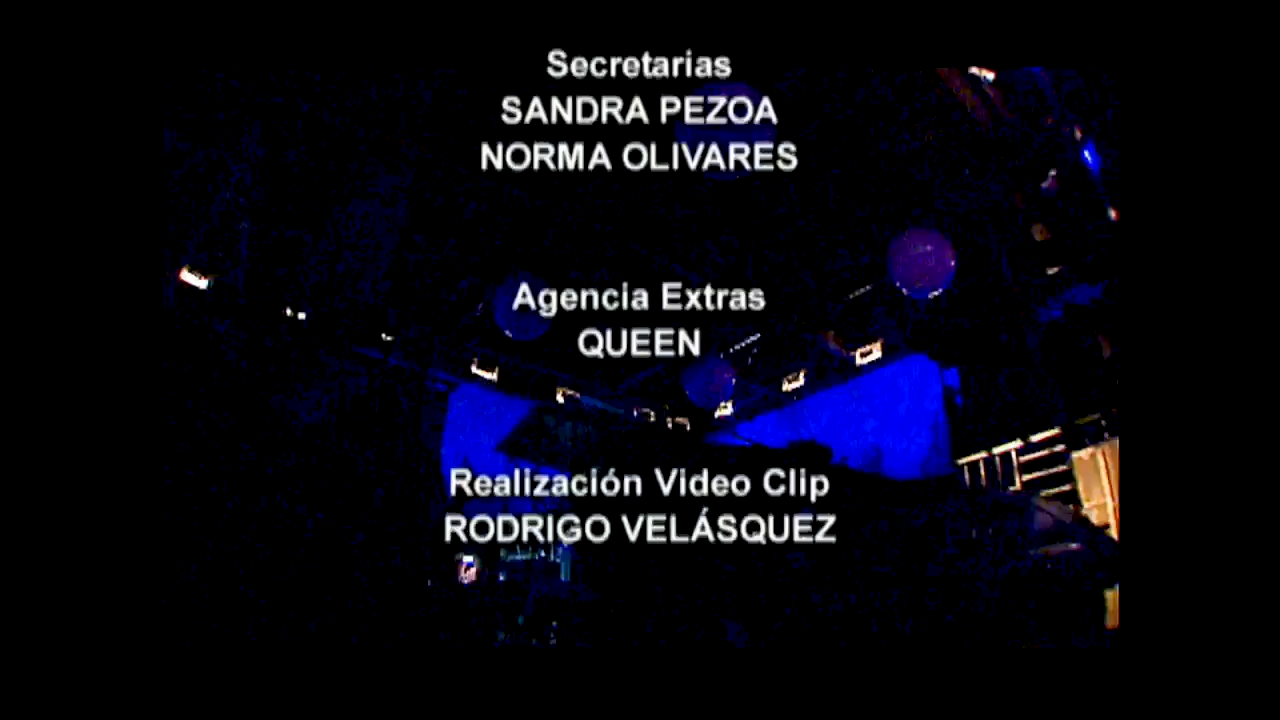 Secretarias
SANDRA PEZOA
NORMA OLIVARES
Agencia Extras
QUEEN
Realización Video Clip
RODRIGO VELÁSQUEZ